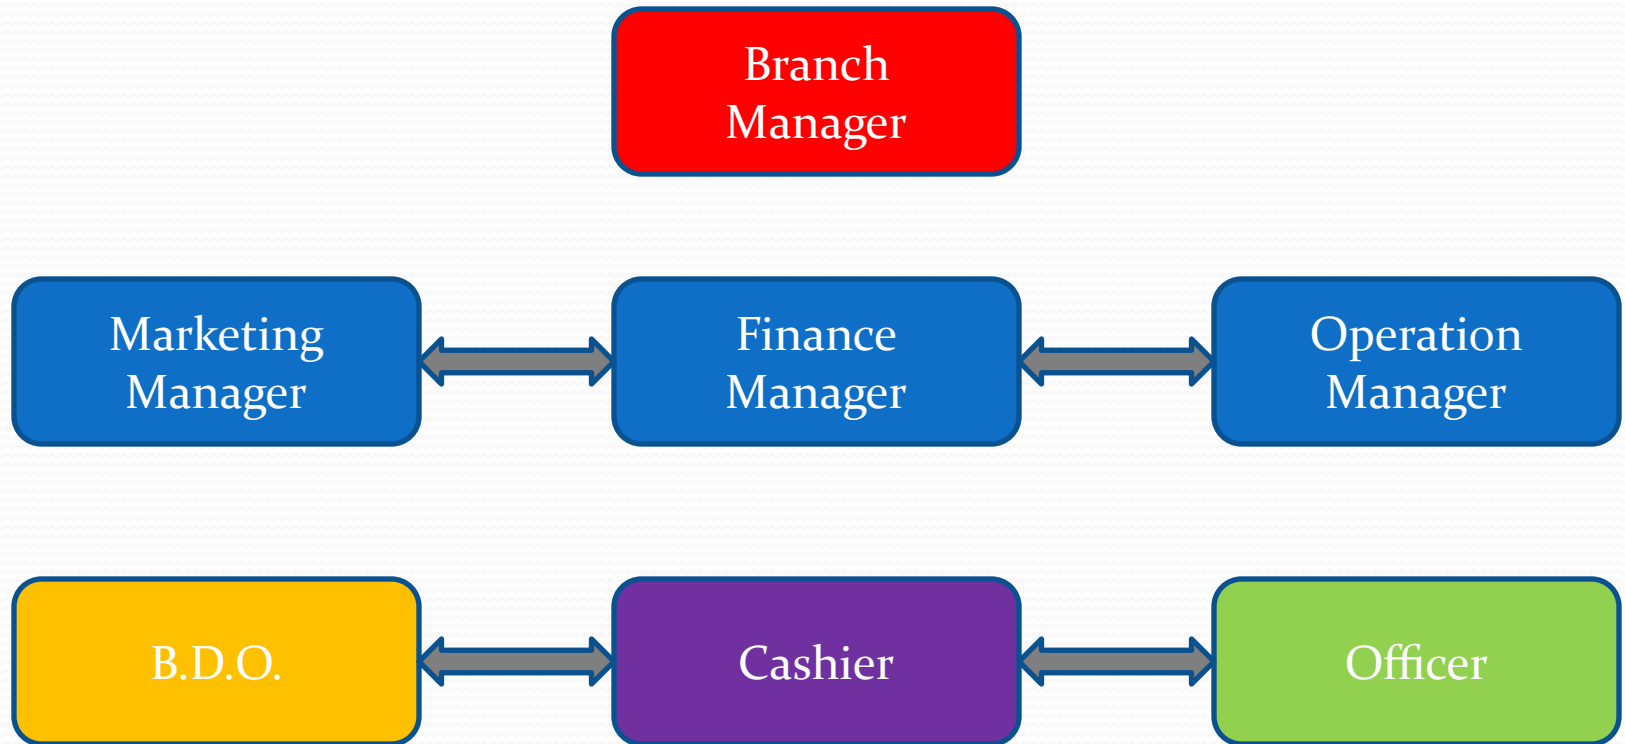 Branch
Manager
Marketing
Manager
Finance
Manager
Operation
Manager
B.D.O.
Cashier
Officer